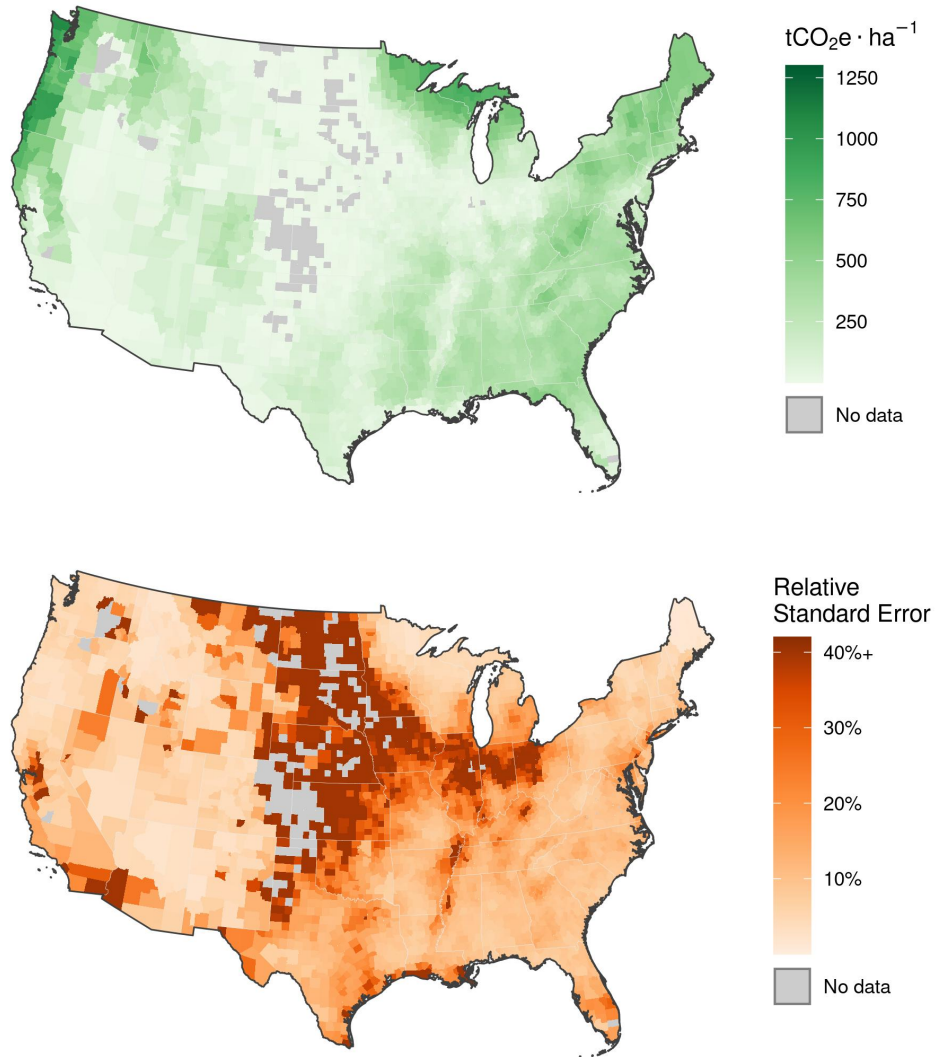 tCO₂e · ha⁻¹
1250
1000
750
500
250
No data
Relative
Standard Error
40%+
30%
20%
10%
No data